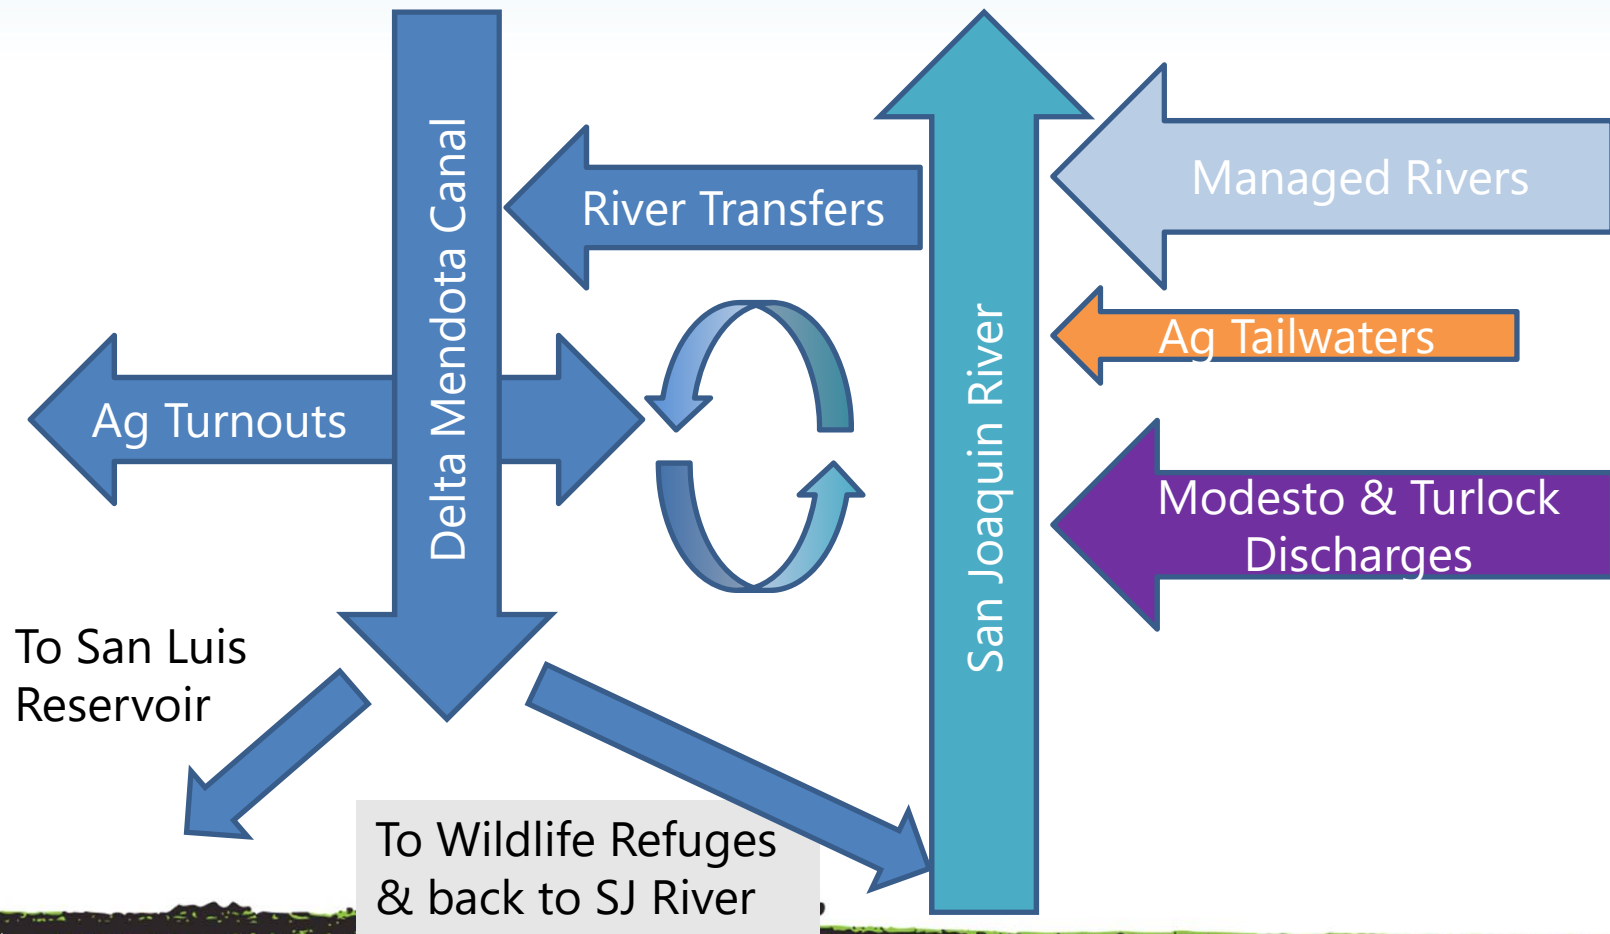 Delta Mendota Canal
River Transfers
San Joaquin River
Managed Rivers
Ag Tailwaters
Ag Turnouts
Modesto & Turlock
Discharges
To San Luis
Reservoir
To Wildlife Refuges
& back to SJ River